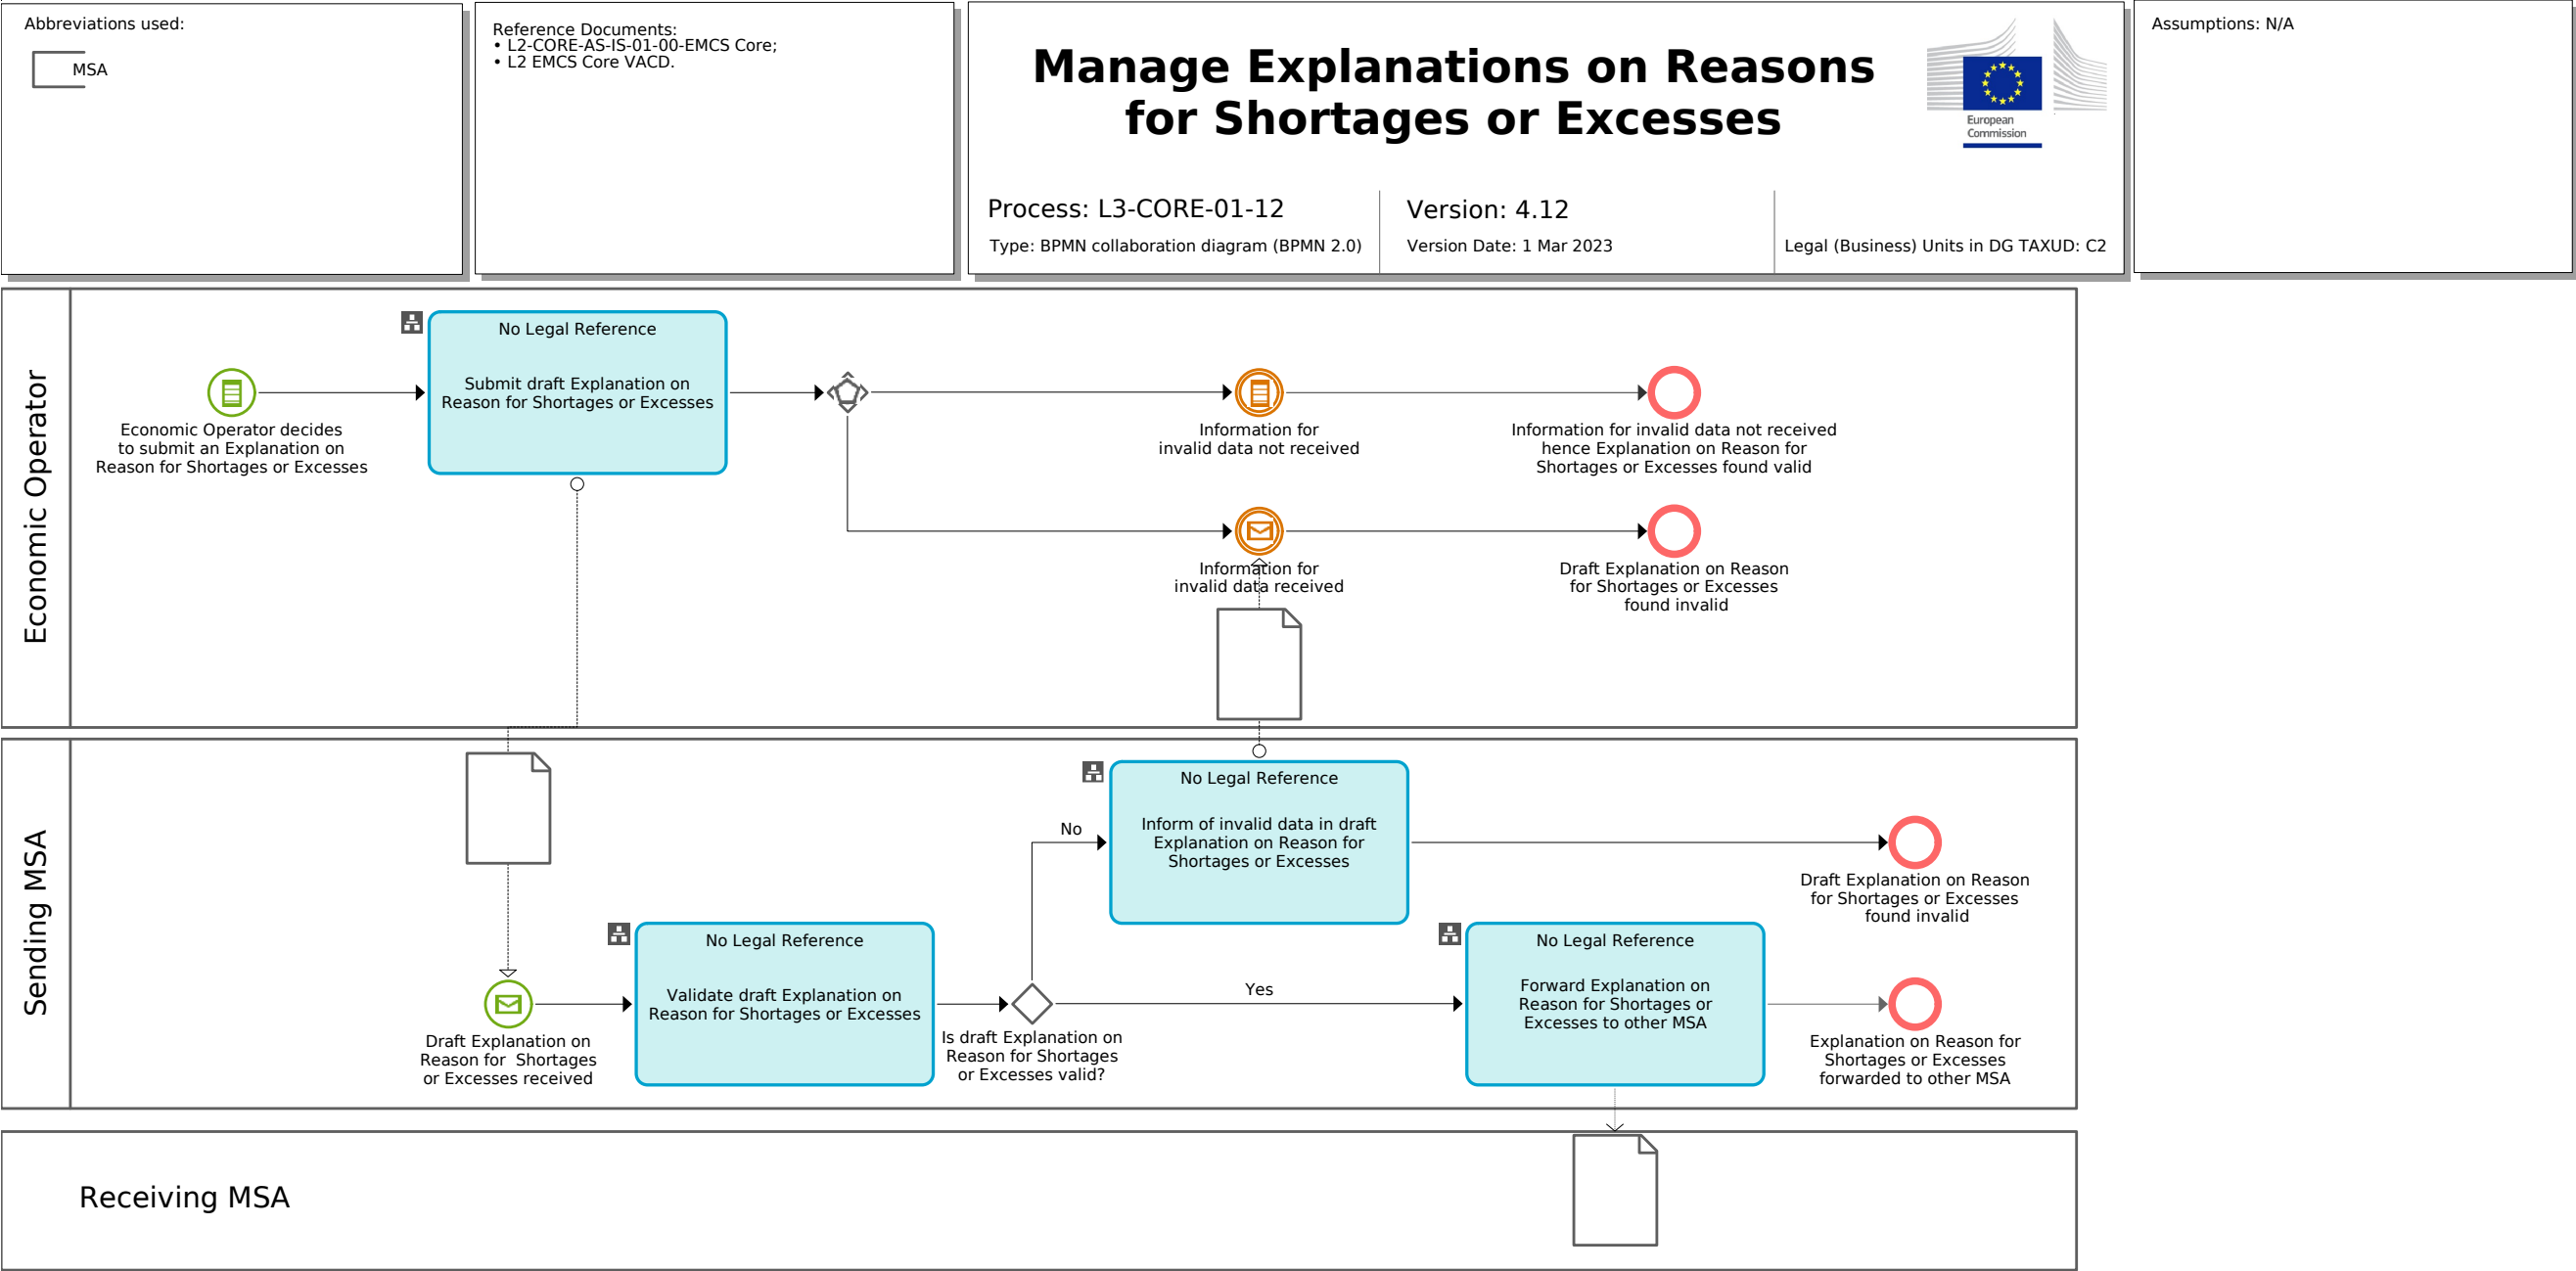 Abbreviations used:
MSA
Reference Documents:
• L2-CORE-AS-IS-01-00-EMCS Core;
• L2 EMCS Core VACD.
Manage Explanations on Reasons
for Shortages or Excesses
European
Commission
Process: L3-CORE-01-12
Type: BPMN collaboration diagram (BPMN 2.0)
Version: 4.12
Version Date: 1 Mar 2023
Legal (Business) Units in DG TAXUD: C2
Assumptions: N/A
Economic Operator
Economic Operator decides
to submit an Explanation on
Reason for Shortages or Excesses
No Legal Reference
Submit draft Explanation on
Reason for Shortages or Excesses
Information for
invalid data not received
Information for invalid data not received
hence Explanation on Reason for
Shortages or Excesses found valid
Information for
invalid data received
Draft Explanation on Reason
for Shortages or Excesses
found invalid
Sending MSA
Draft Explanation on
Reason for  Shortages
or Excesses received
No Legal Reference
Validate draft Explanation on
Reason for Shortages or Excesses
Is draft Explanation on
Reason for Shortages
or Excesses valid?
No
No Legal Reference
Inform of invalid data in draft
Explanation on Reason for
Shortages or Excesses
Draft Explanation on Reason
for Shortages or Excesses
found invalid
Yes
No Legal Reference
Forward Explanation on
Reason for Shortages or
Excesses to other MSA
Explanation on Reason for
Shortages or Excesses
forwarded to other MSA
Receiving MSA